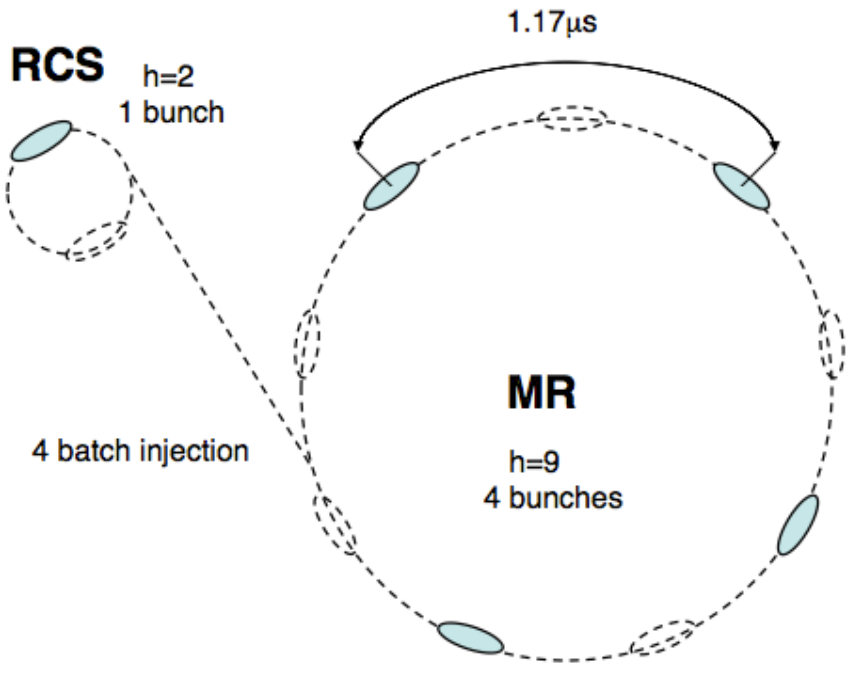 1.17μs
RCS
h=2
1 bunch
MR
4 batch injection
h=9
4 bunches